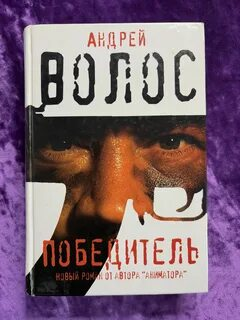 АНДРЕЙ
ВОЛОС
ПОБЕДИТЕЛЬ
НОВЫЙ РОМАН ОТ АВТОРА "АНИМАТОРА"